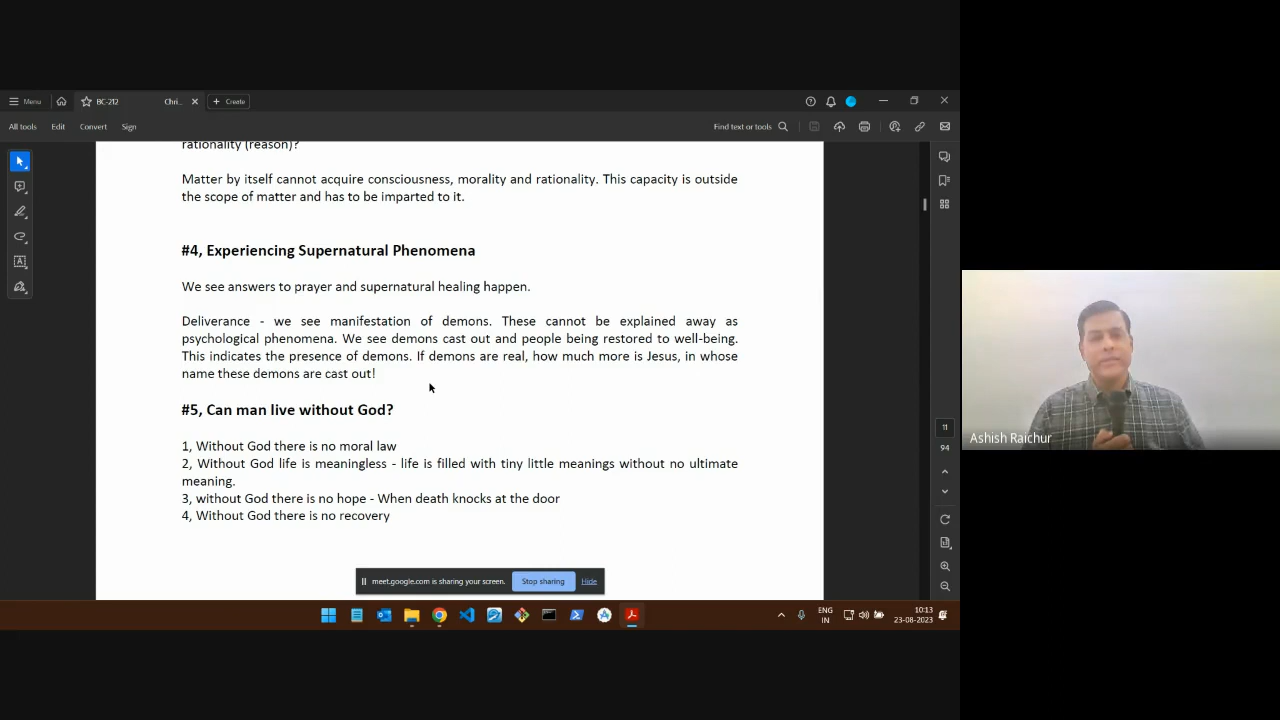 Menu
BC-212
Chri...
Create
All tools
Edit
Convert
Sign
Find text or tools
rationality (reason)?
Matter by itself cannot acquire consciousness, morality and rationality. This capacity is outside
the scope of matter and has to be imparted to it.
#4, Experiencing Supernatural Phenomena
We see answers to prayer and supernatural healing happen.
Deliverance - we see manifestation of demons. These cannot be explained away as
psychological phenomena. We see demons cast out and people being restored to well-being.
This indicates the presence of demons. If demons are real, how much more is Jesus, in whose
name these demons are cast out!
#5, Can man live without God?
1, Without God there is no moral law
2, Without God life is meaningless - life is filled with tiny little meanings without no ultimate
meaning.
3, without God there is no hope - When death knocks at the door
4, Without God there is no recovery
11
94
Ashish Raichur
meet.google.com is sharing your screen.
Stop sharing
Hide
ENG
IN
10:13
23-08-2023